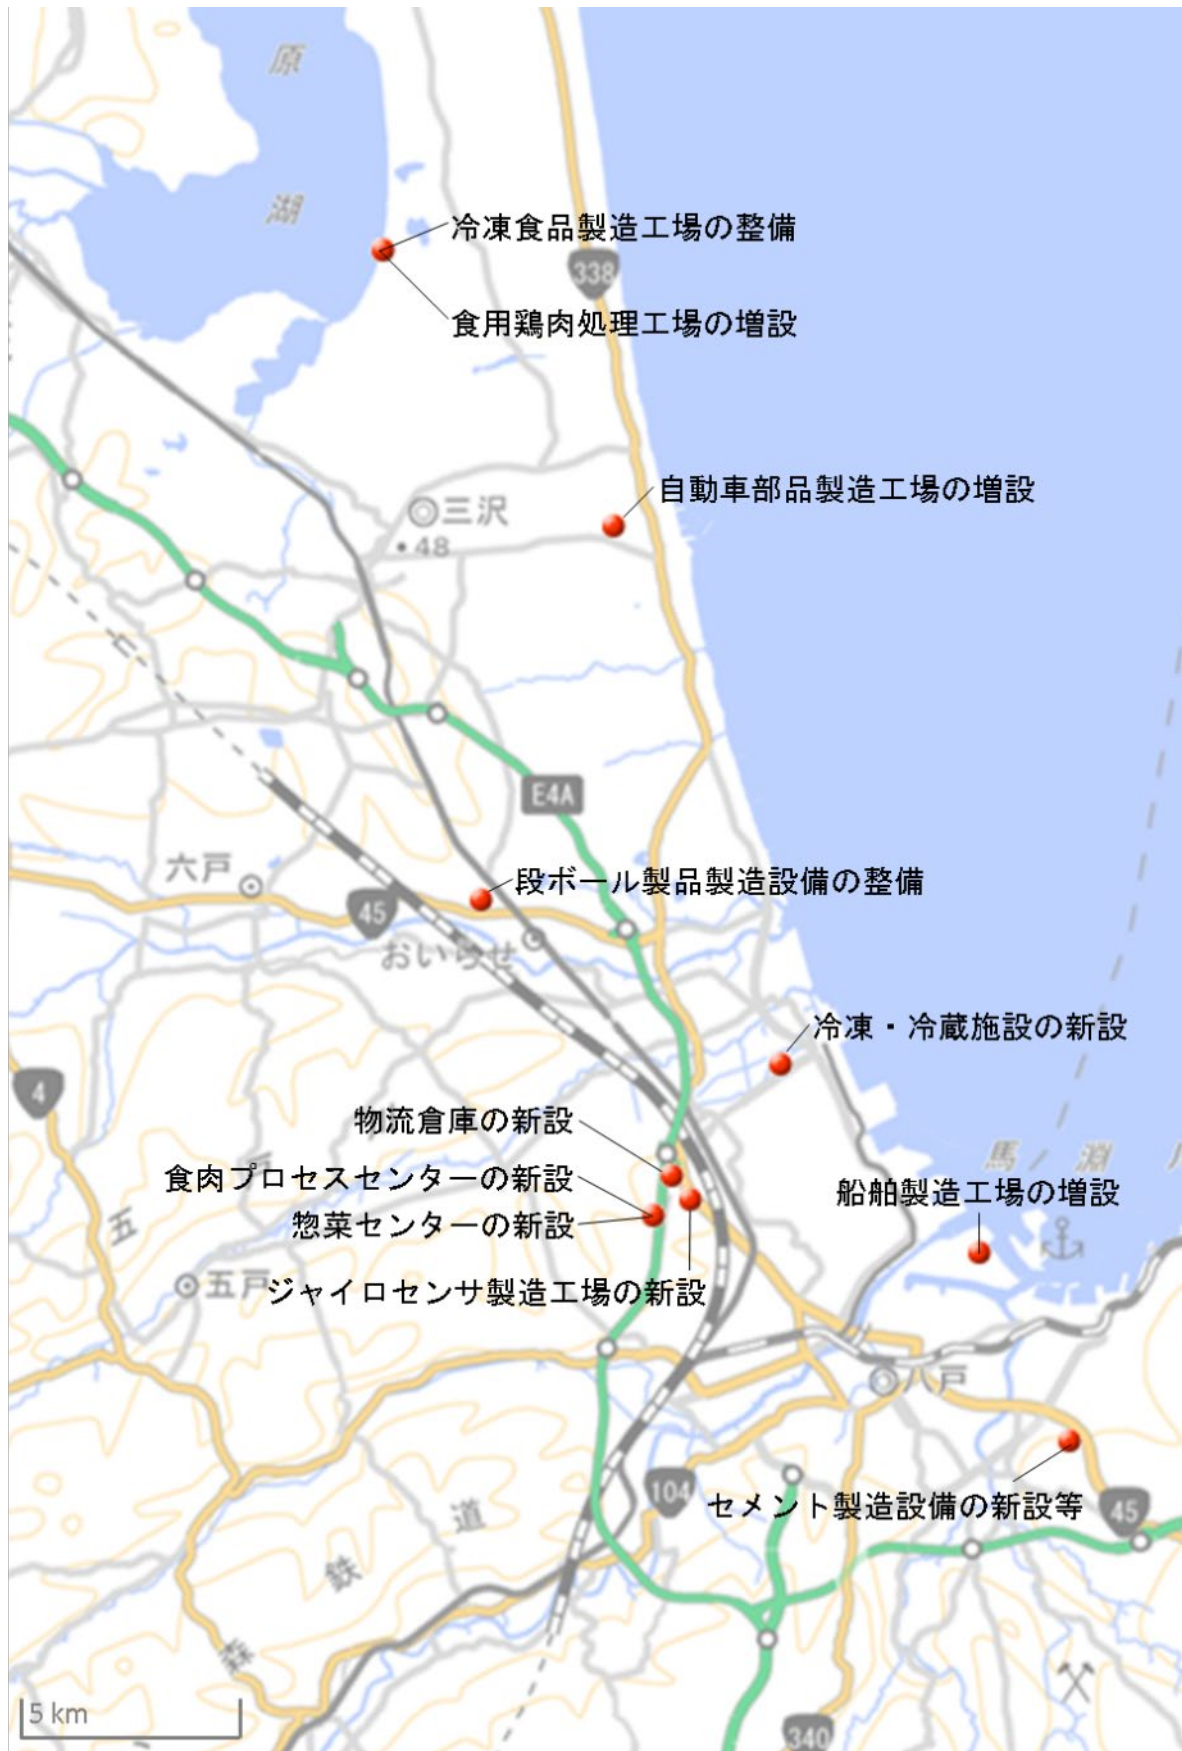 原
湖
冷凍食品製造工場の整備
338
食用鶏肉処理工場の増設
自動車部品製造工場の増設
三沢
48
E4A
六戸
段ボール製品製造設備の整備
45
おいらせ
冷凍・冷蔵施設の新設
4
物流倉庫の新設
馬淵川
食肉プロセスセンターの新設
船舶製造工場の増設
惣菜センターの新設
五
五戸
ジャイロセンサ製造工場の新設
八戸
104
セメント製造設備の新設等
45
道
鉄
森
5 km
340